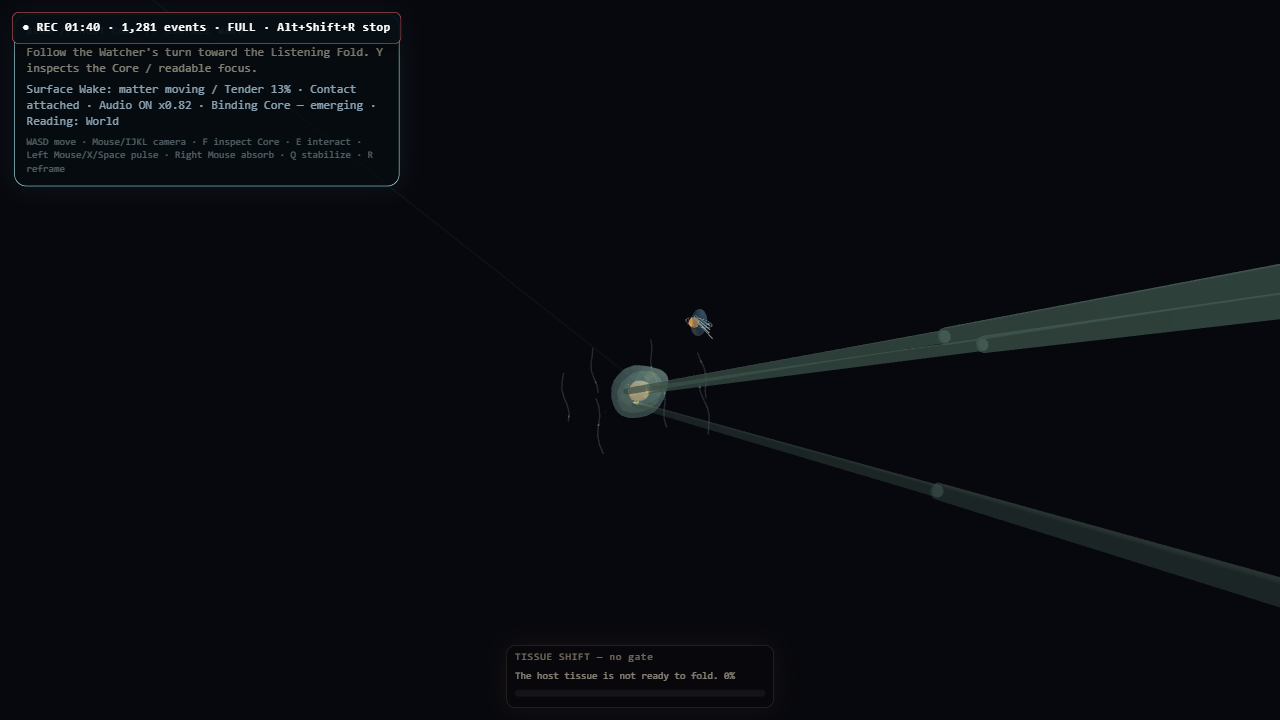 ● REC 01:40 · 1,281 events · FULL · Alt+Shift+R stop
Follow the Watcher's turn toward the Listening Fold. Y
inspects the Core / readable focus.
Surface Wake: matter moving / Tender 13% · Contact
attached · Audio ON x0.82 · Binding Core — emerging ·
Reading: World
WASD move · Mouse/IJKL camera · F inspect Core · E interact ·
Left Mouse/X/Space pulse · Right Mouse absorb · Q stabilize · R
reframe
TISSUE SHIFT — no gate
The host tissue is not ready to fold. 0%